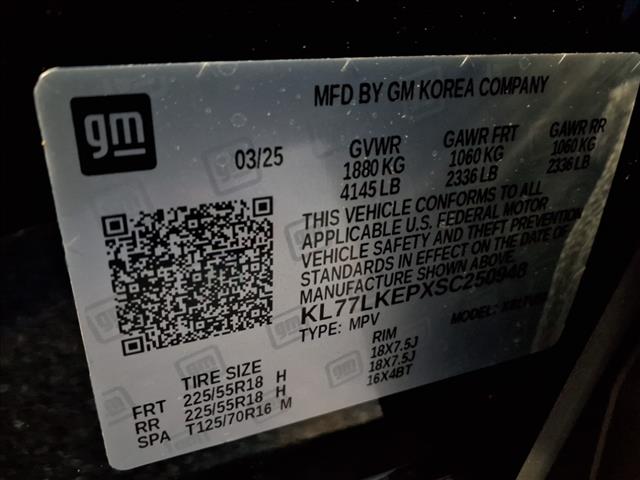 gm
MFD BY GM KOREA COMPANY
03/25
GVWR GAWR FRT GAWR RR
1880 KG 1060 KG 1060 KG
4145 LB 2336 LB 2336 LB
THIS VEHICLE CONFORMS TO ALL
APPLICABLE U.S. FEDERAL MOTOR
VEHICLE SAFETY AND THEFT PREVENTION
STANDARDS IN EFFECT ON THE DATE OF
MANUFACTURE SHOWN ABOVE.
KL77LKEPXSC250948
TYPE: MPV MODEL:
TIRE SIZE RIM
FRT 225/55R18 H 18X7.5J
RR 225/55R18 H 18X7.5J
SPA T125/70R16 M 16X4BT